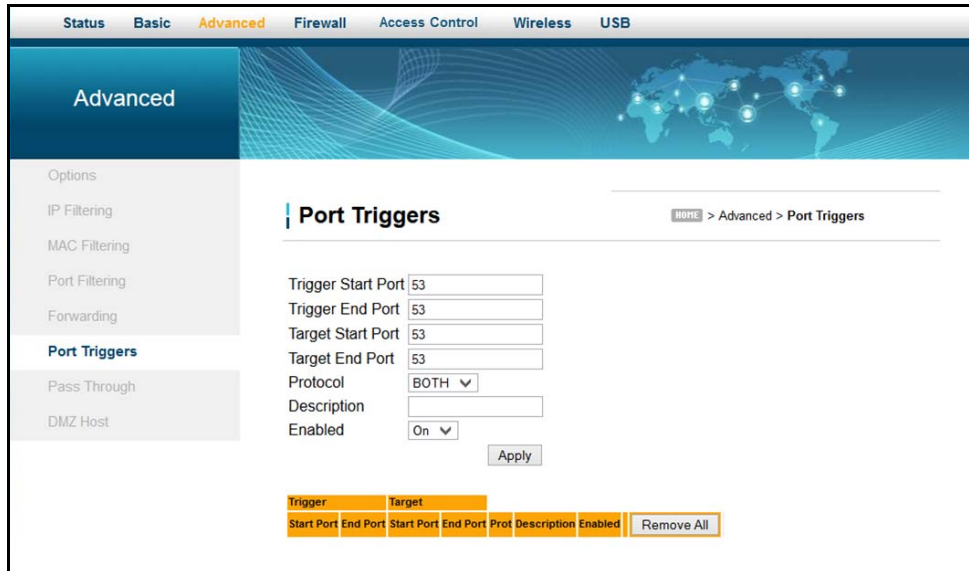 Status Basic Advanced Firewall Access Control Wireless USB
Advanced
Options
IP Filtering
MAC Filtering
Port Filtering
Forwarding
Port Triggers
Pass Through
DMZ Host
Port Triggers
HOME > Advanced > Port Triggers
Trigger Start Port 53
Trigger End Port 53
Target Start Port 53
Target End Port 53
Protocol BOTH
Description
Enabled On
Apply
Trigger Target
Start Port End Port Start Port End Port Prot Description Enabled Remove All